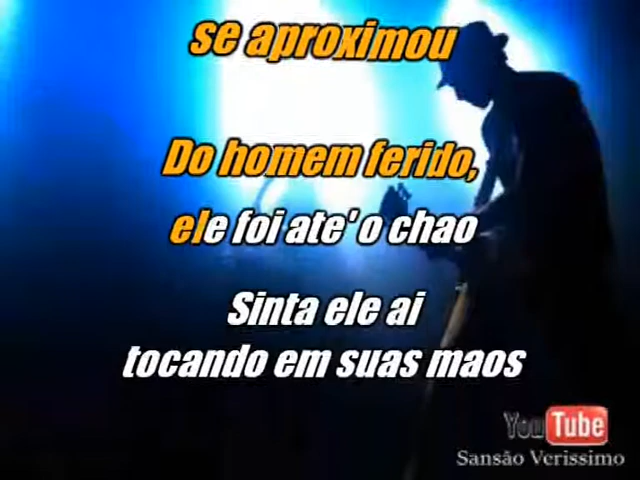 se aproximou
Do homem ferido,
ele foi ate' o chao
Sinta ele ai
tocando em suas maos
YouTube
Sansão Verissimo